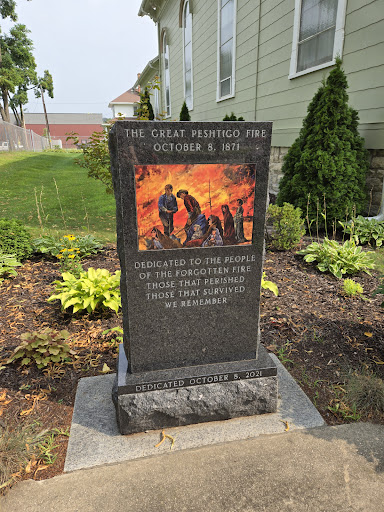 THE GREAT PESHTIGO FIRE
OCTOBER 8, 1871
DEDICATED TO THE PEOPLE
OF THE FORGOTTEN FIRE
THOSE THAT PERISHED
THOSE THAT SURVIVED
WE REMEMBER
DEDICATED OCTOBER 8, 2021